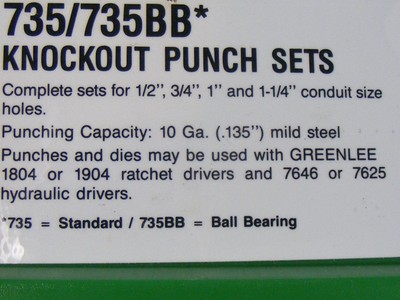 735/735BB*
KNOCKOUT PUNCH SETS
Complete sets for 1/2", 3/4", 1" and 1-1/4" conduit size
holes.
Punching Capacity: 10 Ga. (.135") mild steel
Punches and dies may be used with GREENLEE
1804 or 1904 ratchet drivers and 7646 or 7625
hydraulic drivers.
*735 = Standard / 735BB = Ball Bearing